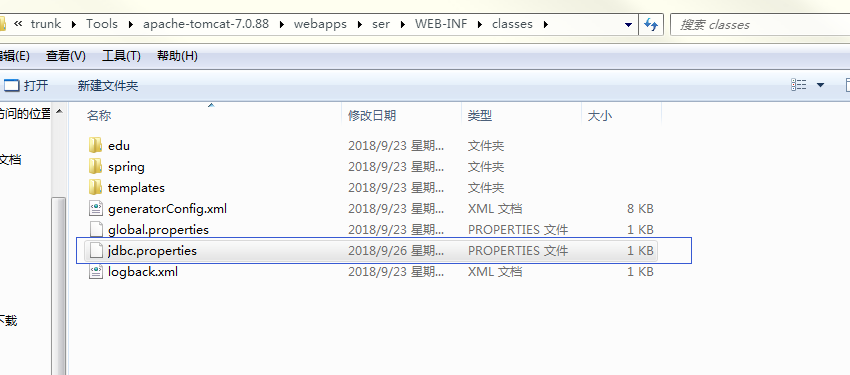 « trunk Tools apache-tomcat-7.0.88 webapps ser WEB-INF classes 搜索 classes
编辑(E) 查看(V) 工具(T) 帮助(H)
打开 新建文件夹
访问的位置 名称 修改日期 类型 大小
edu 2018/9/23 星期... 文件夹
文档 spring 2018/9/23 星期... 文件夹
templates 2018/9/23 星期... 文件夹
generatorConfig.xml 2018/9/23 星期... XML 文档 8 KB
global.properties 2018/9/23 星期... PROPERTIES 文件 1 KB
jdbc.properties 2018/9/26 星期... PROPERTIES 文件 1 KB
logback.xml 2018/9/23 星期... XML 文档 1 KB
下载